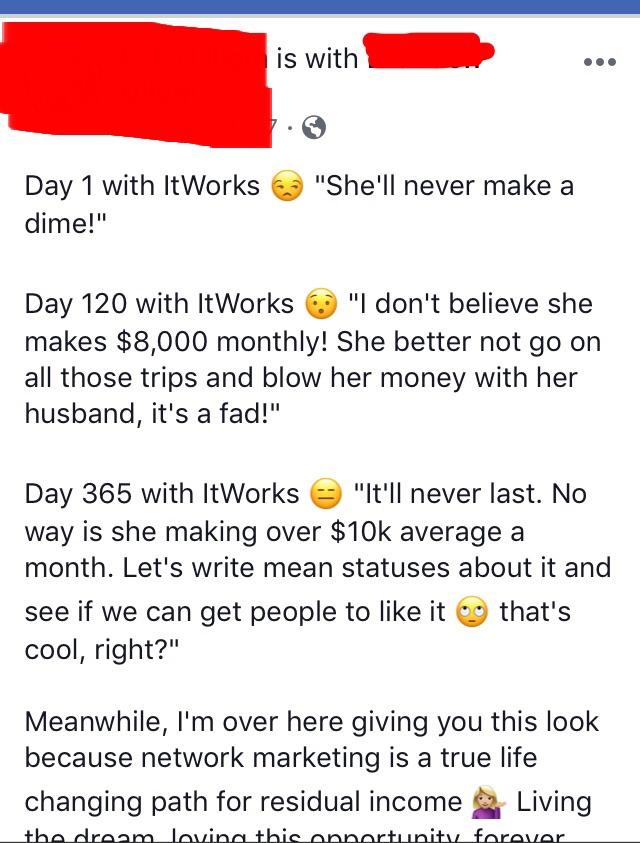 is with
7 ·
Day 1 with ItWorks 😒 "She'll never make a
dime!"
Day 120 with ItWorks 😯 "I don't believe she
makes $8,000 monthly! She better not go on
all those trips and blow her money with her
husband, it's a fad!"
Day 365 with ItWorks 😑 "It'll never last. No
way is she making over $10k average a
month. Let's write mean statuses about it and
see if we can get people to like it 🙄 that's
cool, right?"
Meanwhile, I'm over here giving you this look
because network marketing is a true life
changing path for residual income 💁🏼‍♀️ Living
the dream, loving this opportunity, forever